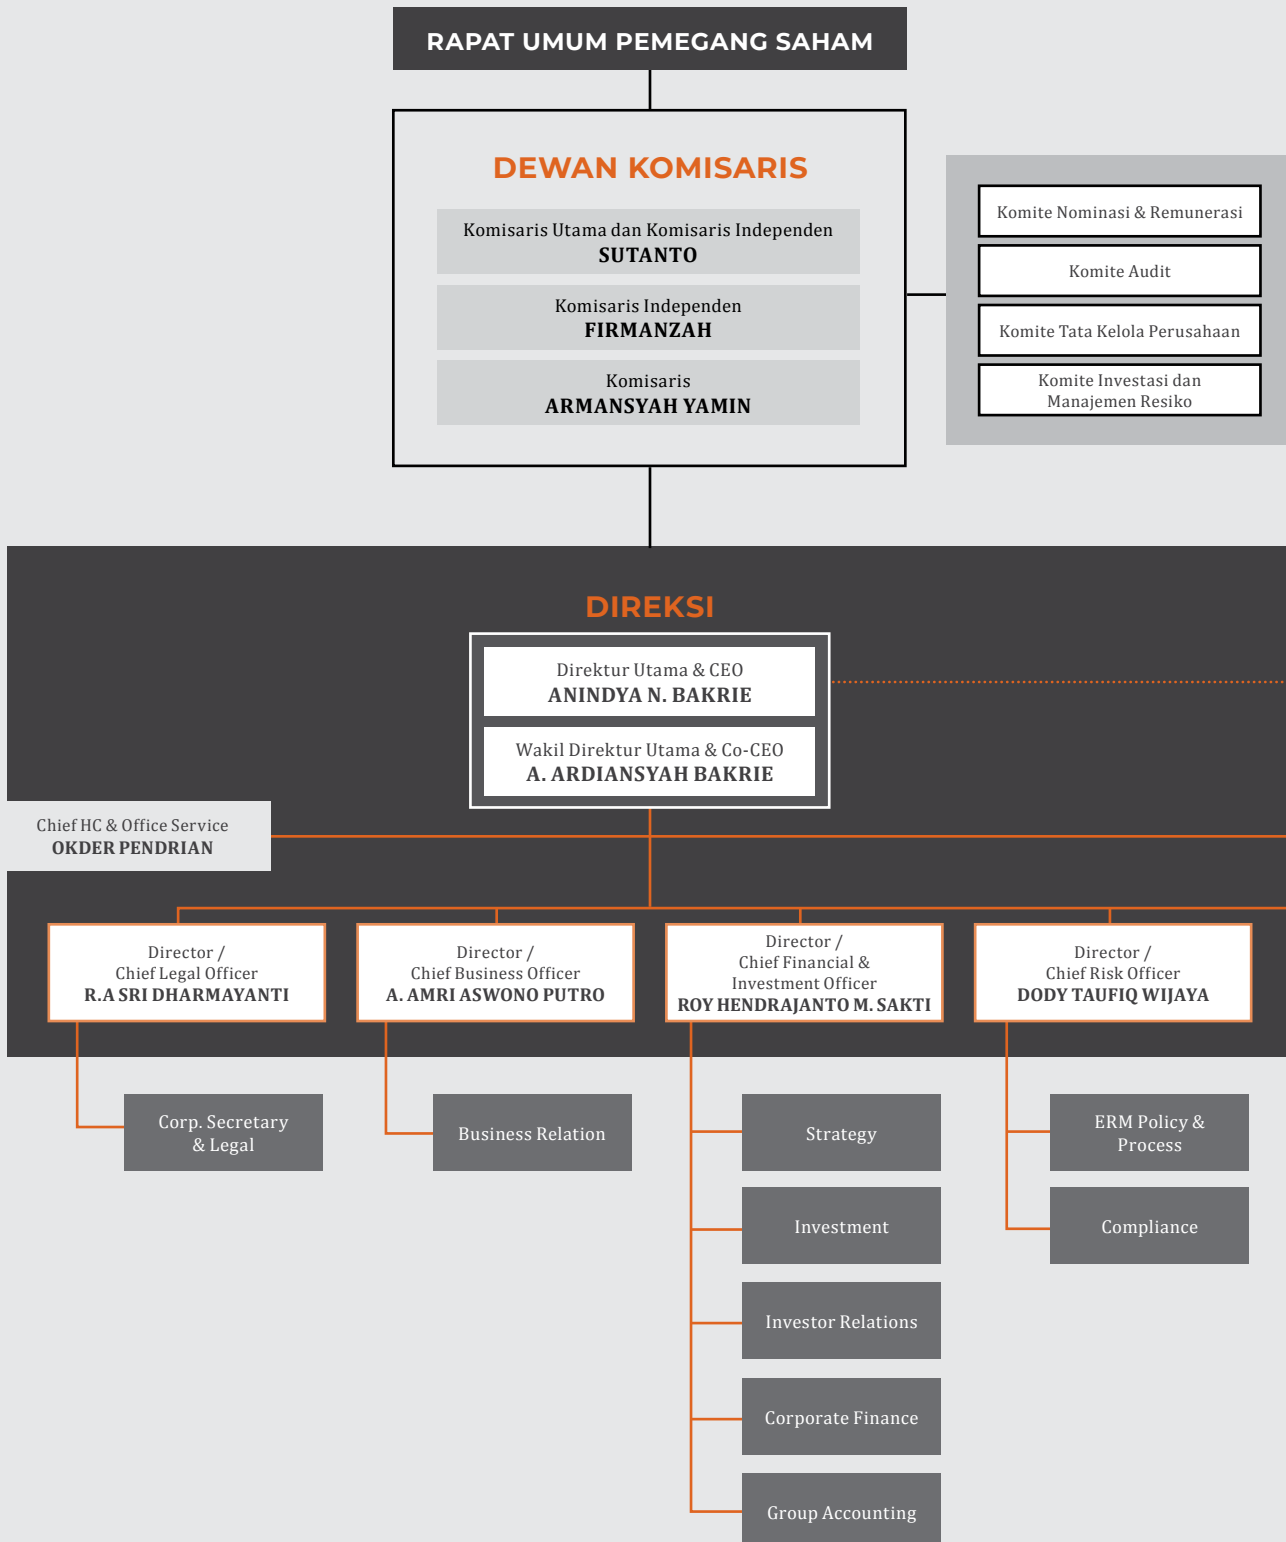 RAPAT UMUM PEMEGANG SAHAM
DEWAN KOMISARIS
Komisaris Utama dan Komisaris Independen
SUTANTO
Komisaris Independen
FIRMANZAH
Komisaris
ARMANSYAH YAMIN
Komite Nominasi & Remunerasi
Komite Audit
Komite Tata Kelola Perusahaan
Komite Investasi dan
Manajemen Resiko
DIREKSI
Direktur Utama & CEO
ANINDYA N. BAKRIE
Wakil Direktur Utama & Co-CEO
A. ARDIANSYAH BAKRIE
Chief HC & Office Service
OKDER PENDRIAN
Director /
Chief Legal Officer
R.A SRI DHARMAYANTI
Director /
Chief Business Officer
A. AMRI ASWONO PUTRO
Director /
Chief Financial &
Investment Officer
ROY HENDRAJANTO M. SAKTI
Director /
Chief Risk Officer
DODY TAUFIQ WIJAYA
Corp. Secretary
& Legal
Business Relation
Strategy
Investment
Investor Relations
Corporate Finance
Group Accounting
ERM Policy &
Process
Compliance